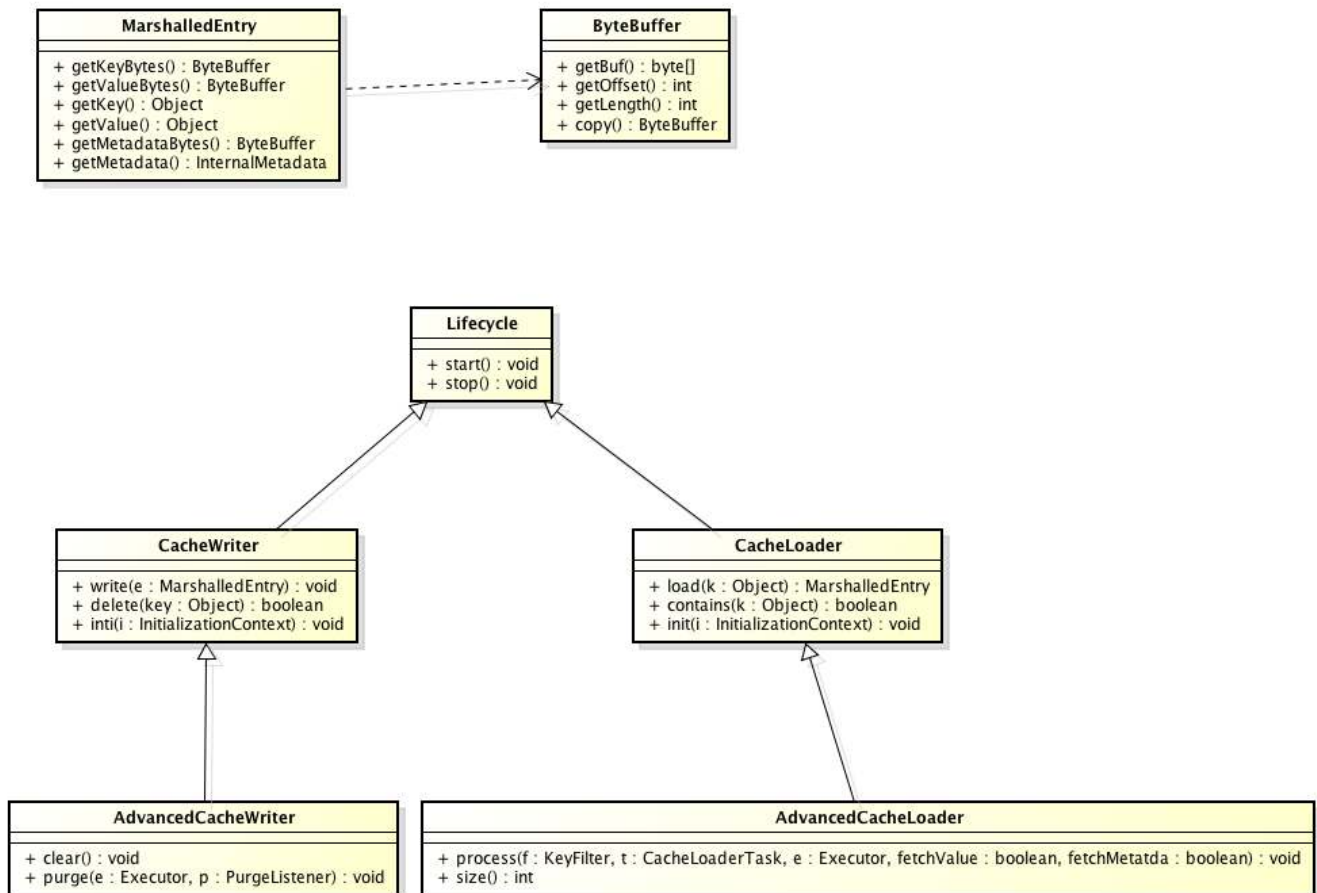 MarshalledEntry
+ getKeyBytes() : ByteBuffer
+ getValueBytes() : ByteBuffer
+ getKey() : Object
+ getValue() : Object
+ getMetadataBytes() : ByteBuffer
+ getMetadata() : InternalMetadata
ByteBuffer
+ getBuf() : byte[]
+ getOffset() : int
+ getLength() : int
+ copy() : ByteBuffer
Lifecycle
+ start() : void
+ stop() : void
CacheWriter
+ write(e : MarshalledEntry) : void
+ delete(key : Object) : boolean
+ inti(i : InitializationContext) : void
CacheLoader
+ load(k : Object) : MarshalledEntry
+ contains(k : Object) : boolean
+ init(i : InitializationContext) : void
AdvancedCacheWriter
+ clear() : void
+ purge(e : Executor, p : PurgeListener) : void
AdvancedCacheLoader
+ process(f : KeyFilter, t : CacheLoaderTask, e : Executor, fetchValue : boolean, fetchMetatda : boolean) : void
+ size() : int